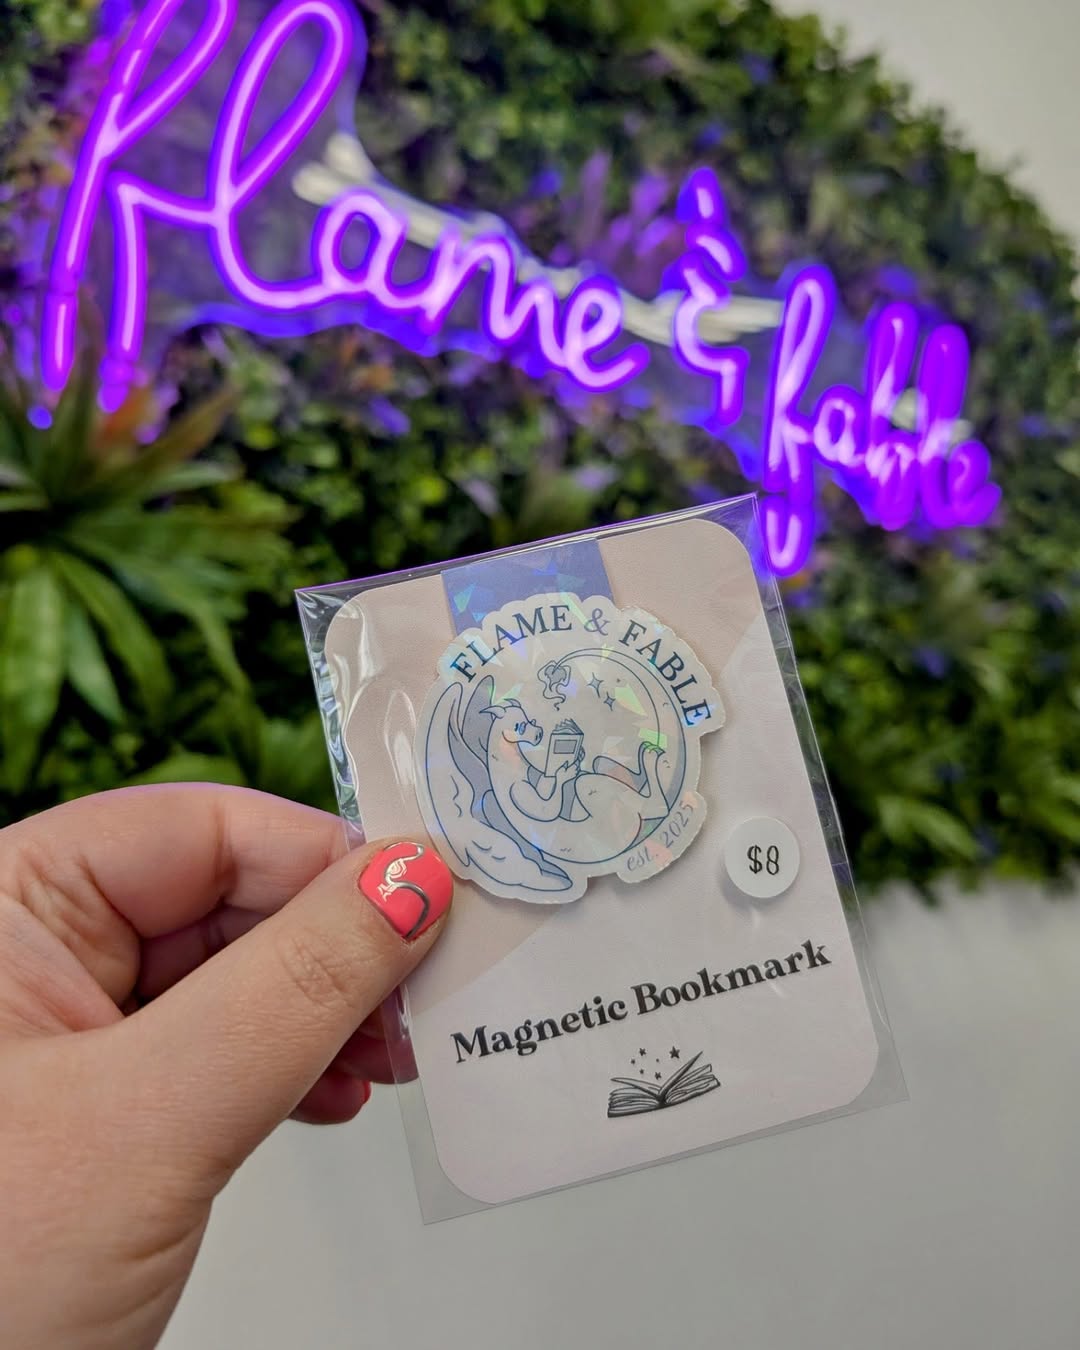 flame & fable
FLAME & FABLE
est. 2025
$8
Magnetic Bookmark